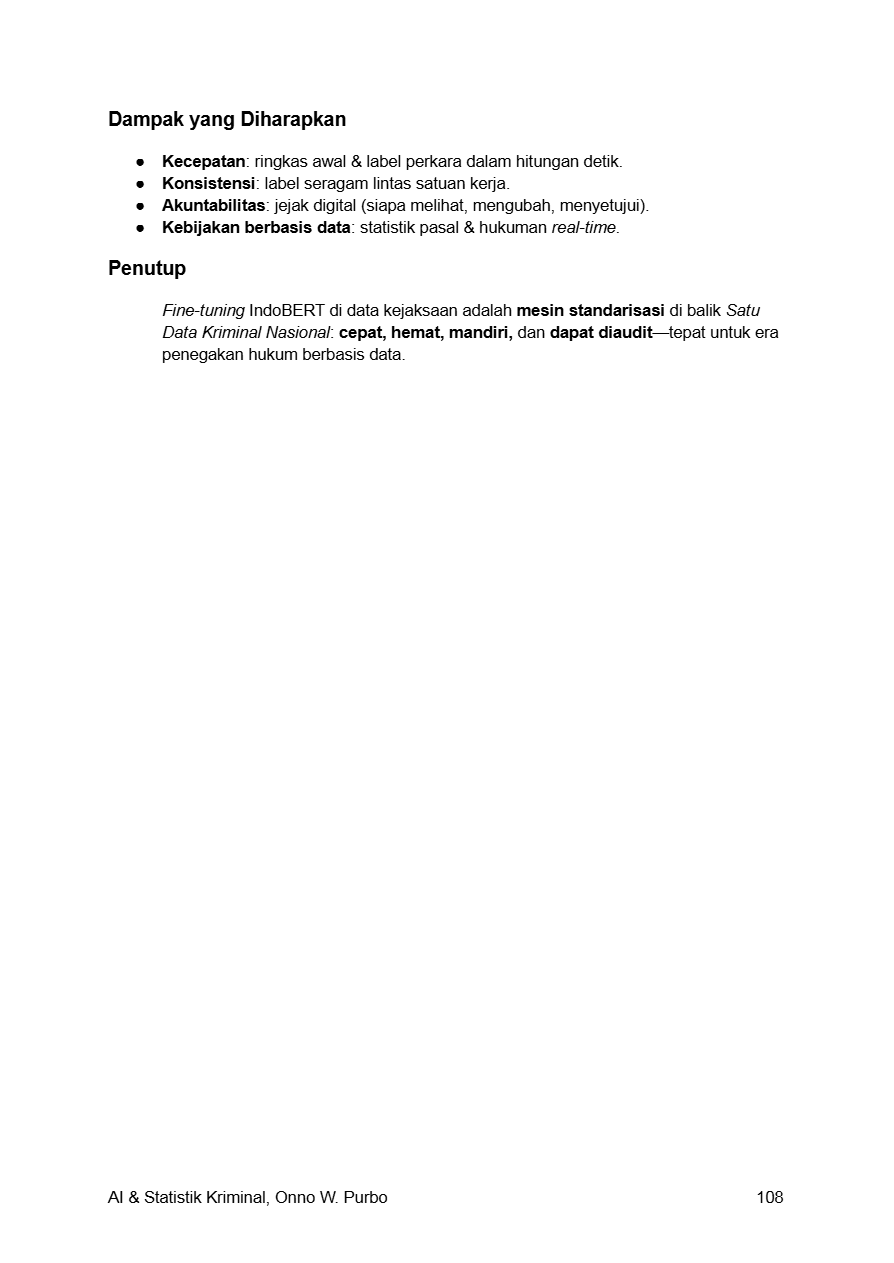 Dampak yang Diharapkan
● Kecepatan: ringkas awal & label perkara dalam hitungan detik.
● Konsistensi: label seragam lintas satuan kerja.
● Akuntabilitas: jejak digital (siapa melihat, mengubah, menyetujui).
● Kebijakan berbasis data: statistik pasal & hukuman real-time.
Penutup
Fine-tuning IndoBERT di data kejaksaan adalah mesin standarisasi di balik Satu
Data Kriminal Nasional: cepat, hemat, mandiri, dan dapat diaudit—tepat untuk era
penegakan hukum berbasis data.
AI & Statistik Kriminal, Onno W. Purbo 108